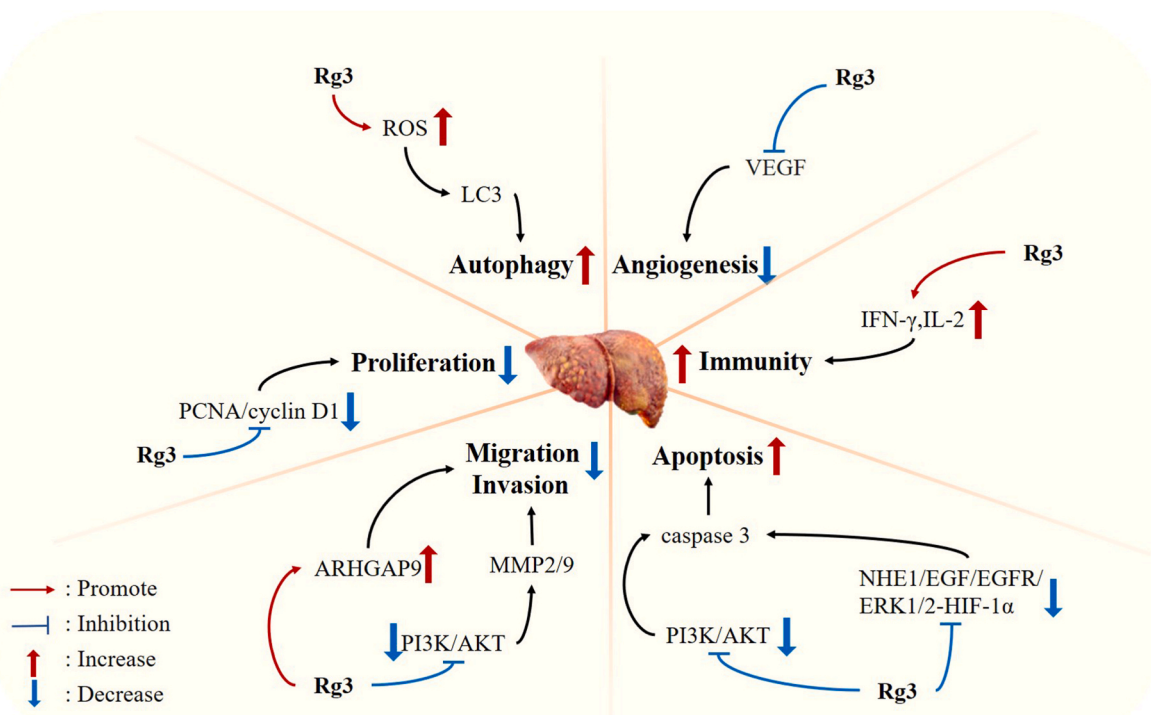 Rg3
ROS
LC3
Autophagy
Rg3
VEGF
Angiogenesis
Rg3
IFN-γ,IL-2
Immunity
Proliferation
PCNA/cyclin D1
Rg3
Migration
Invasion
ARHGAP9
MMP2/9
PI3K/AKT
Rg3
Apoptosis
caspase 3
NHE1/EGF/EGFR/
ERK1/2-HIF-1α
PI3K/AKT
Rg3
: Promote
: Inhibition
: Increase
: Decrease